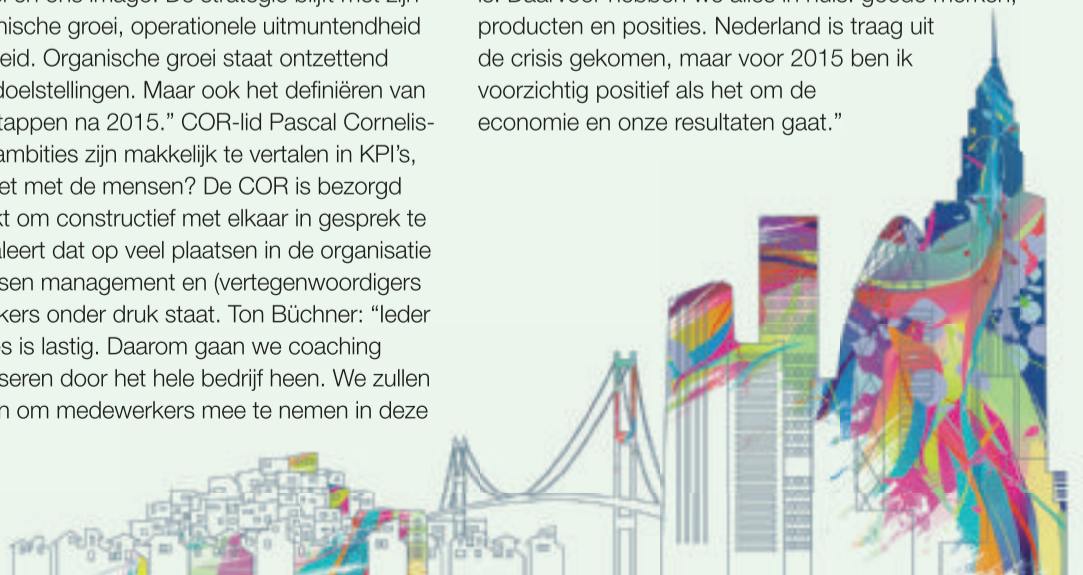 nische groei, operationele uitmuntendheid
eid. Organische groei staat ontzettend
doelstellingen. Maar ook het definiëren van
tappen na 2015.” COR-lid Pascal Cornelis-
ambities zijn makkelijk te vertalen in KPI’s,
et met de mensen? De COR is bezorgd
kt om constructief met elkaar in gesprek te
aleert dat op veel plaatsen in de organisatie
sen management en (vertegenwoordigers
kers onder druk staat. Ton Büchner: “Ieder
s is lastig. Daarom gaan we coaching
seren door het hele bedrijf heen. We zullen
n om medewerkers mee te nemen in deze
producten en posities. Nederland is traag uit
de crisis gekomen, maar voor 2015 ben ik
voorzichtig positief als het om de
economie en onze resultaten gaat.”